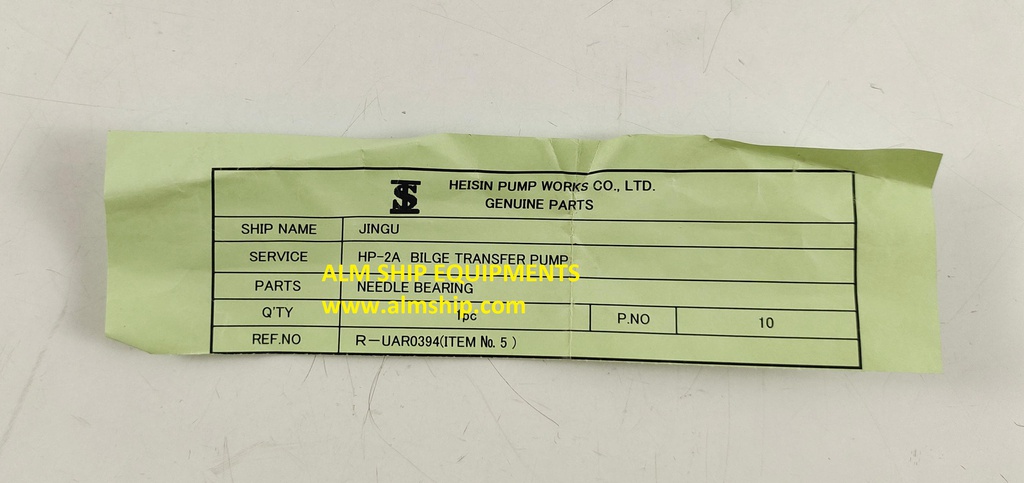 HEISIN PUMP WORKS CO., LTD.
GENUINE PARTS
SHIP NAME JINGU
SERVICE HP-2A BILGE TRANSFER PUMP
ALM SHIP EQUIPMENTS
PARTS NEEDLE BEARING
www.almship.com
Q'TY 1pc P.NO 10
REF.NO R-UAR0394(ITEM No. 5)